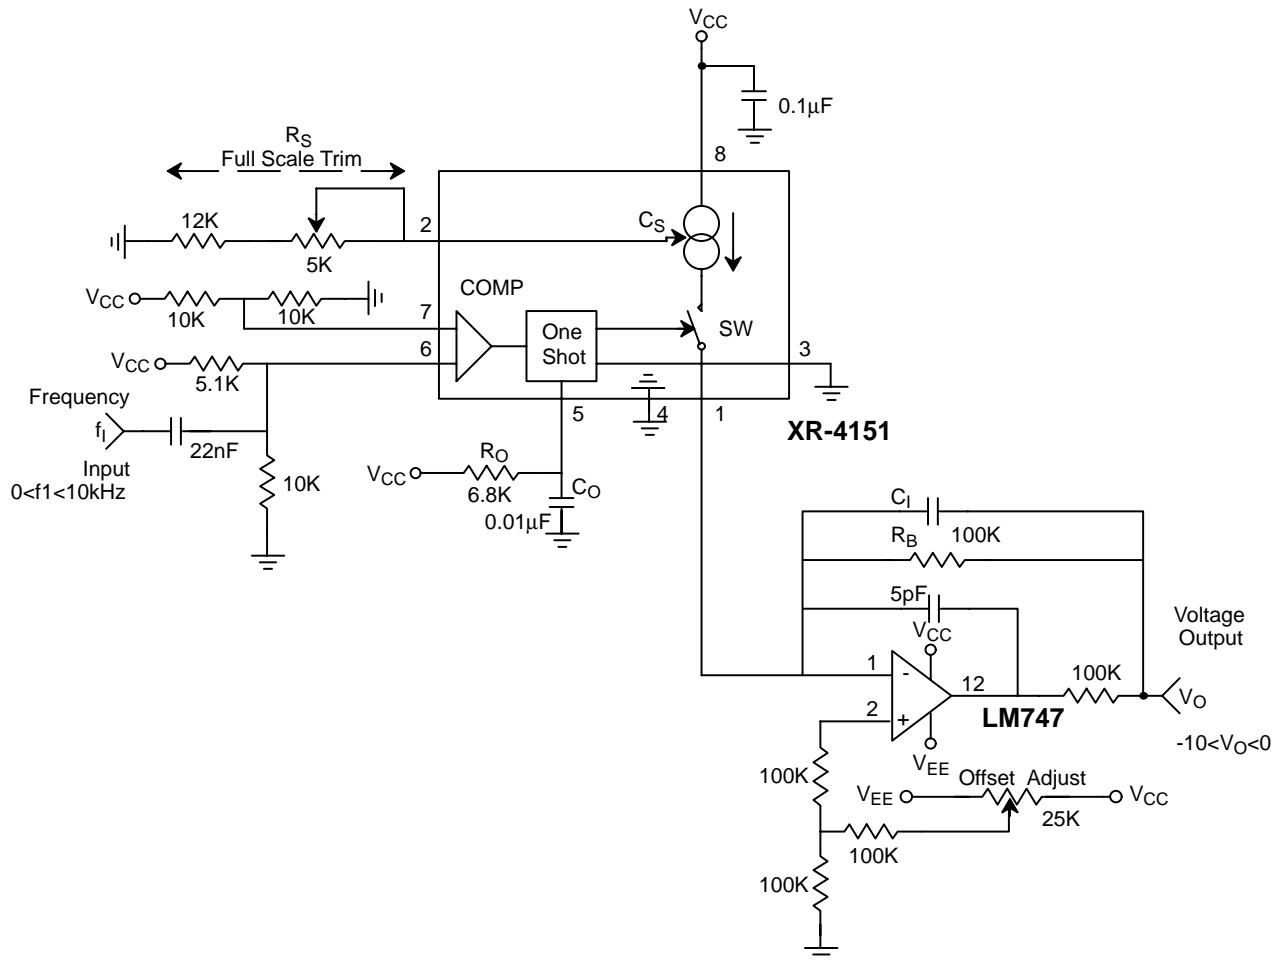 VCC
0.1μF
RS
Full Scale Trim
8
12K
5K
2
CS
VCC
10K
10K
7
COMP
One
Shot
SW
VCC
5.1K
6
3
Frequency
fI
Input
0<f1<10kHz
22nF
10K
5
4
1
XR-4151
VCC
RO
6.8K
CO
0.01μF
CI
100K
RB
5pF
VCC
1
-
2
+
12
LM747
VEE
100K
Voltage
Output
VO
-10<VO<0
100K
VEE
Offset Adjust
VCC
25K
100K
100K